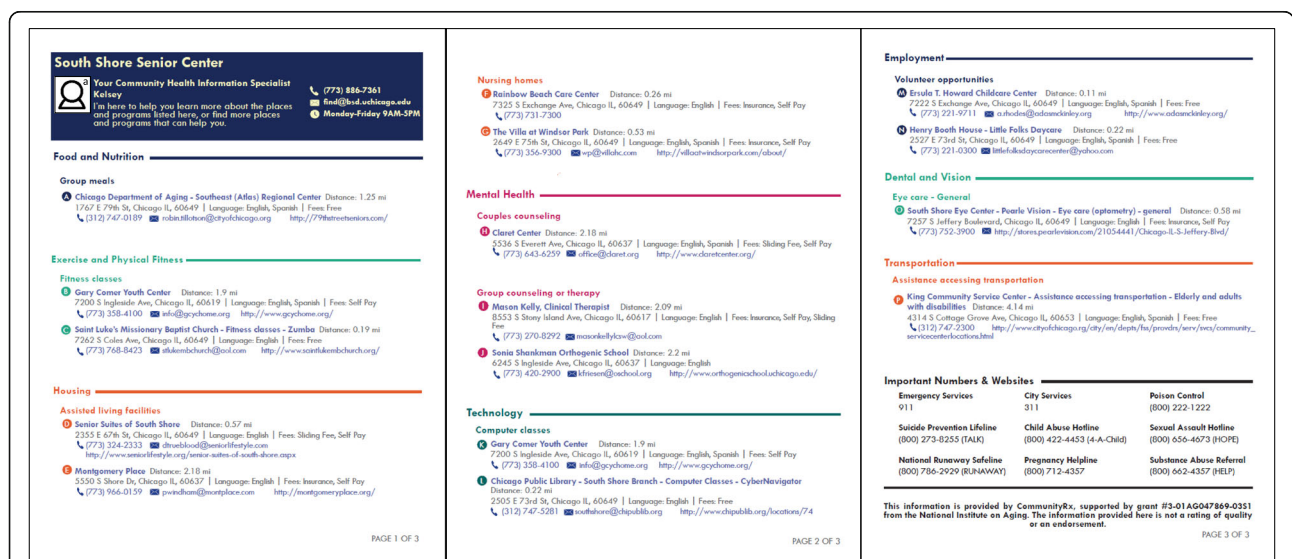 South Shore Senior Center
a
Your Community Health Information Specialist
Kelsey
I'm here to help you learn more about the places
and programs listed here, or find more places
and programs that can help you.
(773) 886-7361
find@bsd.uchicago.edu
Monday-Friday 9AM-5PM
Food and Nutrition
Group meals
A Chicago Department of Aging - Southeast (Atlas) Regional Center Distance: 1.25 mi
1767 E 79th St, Chicago IL, 60649 | Language: English, Spanish | Fees: Free
(312) 747-0189 robin.tillotson@cityofchicago.org http://79thstreetseniors.com/
Exercise and Physical Fitness
Fitness classes
B Gary Comer Youth Center Distance: 1.9 mi
7200 S Ingleside Ave, Chicago IL, 60619 | Language: English, Spanish | Fees: Self Pay
(773) 358-4100 info@gcychome.org http://www.gcychome.org/
C Saint Luke's Missionary Baptist Church - Fitness classes - Zumba Distance: 0.19 mi
7262 S Coles Ave, Chicago IL, 60649 | Language: English | Fees: Free
(773) 768-8423 stlukembchurch@aol.com http://www.saintlukembchurch.org/
Housing
Assisted living facilities
D Senior Suites of South Shore Distance: 0.57 mi
2355 E 67th St, Chicago IL, 60649 | Language: English | Fees: Sliding Fee, Self Pay
(773) 324-2333 dtrueblood@seniorlifestyle.com
http://www.seniorlifestyle.org/senior-suites-of-south-shore.aspx
E Montgomery Place Distance: 2.18 mi
5550 S Shore Dr, Chicago IL, 60637 | Language: English | Fees: Insurance, Self Pay
(773) 966-0159 pwindham@montplace.com http://montgomeryplace.org/
PAGE 1 OF 3
Nursing homes
F Rainbow Beach Care Center Distance: 0.26 mi
7325 S Exchange Ave, Chicago IL, 60649 | Language: English | Fees: Insurance, Self Pay
(773) 731-7300
G The Villa at Windsor Park Distance: 0.53 mi
2649 E 75th St, Chicago IL, 60649 | Language: English | Fees: Insurance, Self Pay
(773) 356-9300 wp@villahc.com http://villaatwindsorpark.com/about/
Mental Health
Couples counseling
H Claret Center Distance: 2.18 mi
5536 S Everett Ave, Chicago IL, 60637 | Language: English, Spanish | Fees: Sliding Fee, Self Pay
(773) 643-6259 office@claret.org http://www.claretcenter.org/
Group counseling or therapy
I Mason Kelly, Clinical Therapist Distance: 2.09 mi
8553 S Stony Island Ave, Chicago IL, 60617 | Language: English | Fees: Insurance, Self Pay, Sliding
Fee
(773) 270-8292 masonkellylcsw@aol.com
J Sonia Shankman Orthogenic School Distance: 2.2 mi
6245 S Ingleside Ave, Chicago IL, 60637 | Language: English
(773) 420-2900 kfriesen@oschool.org http://www.orthogenicschool.uchicago.edu/
Technology
Computer classes
K Gary Comer Youth Center Distance: 1.9 mi
7200 S Ingleside Ave, Chicago IL, 60619 | Language: English, Spanish | Fees: Self Pay
(773) 358-4100 info@gcychome.org http://www.gcychome.org/
L Chicago Public Library - South Shore Branch - Computer Classes - CyberNavigator
Distance: 0.22 mi
2505 E 73rd St, Chicago IL, 60649 | Language: English | Fees: Free
(312) 747-5281 southshore@chipublib.org http://www.chipublib.org/locations/74
PAGE 2 OF 3
Employment
Volunteer opportunities
M Ersula T. Howard Childcare Center Distance: 0.11 mi
7222 S Exchange Ave, Chicago IL, 60649 | Language: English, Spanish | Fees: Free
(773) 221-9711 a.rhodes@adasmckinley.org http://www.adasmckinley.org/
N Henry Booth House - Little Folks Daycare Distance: 0.22 mi
2527 E 73rd St, Chicago IL, 60649 | Language: English, Spanish | Fees: Free
(773) 221-0300 littlefolksdaycarecenter@yahoo.com
Dental and Vision
Eye care - General
O South Shore Eye Center - Pearle Vision - Eye care (optometry) - general Distance: 0.58 mi
7257 S Jeffery Boulevard, Chicago IL, 60649 | Language: English | Fees: Insurance, Self Pay
(773) 752-3900 http://stores.pearlevision.com/21054441/Chicago-IL-S-Jeffery-Blvd/
Transportation
Assistance accessing transportation
P King Community Service Center - Assistance accessing transportation - Elderly and adults
with disabilities Distance: 4.14 mi
4314 S Cottage Grove Ave, Chicago IL, 60653 | Language: English, Spanish | Fees: Free
(312) 747-2300 http://www.cityofchicago.rg/city/en/depts/fss/provdrs/serv/svcs/community_
servicecenterlocations.html
Important Numbers & Websites
Emergency Services City Services Poison Control
911 311 (800) 222-1222
Suicide Prevention Lifeline Child Abuse Hotline Sexual Assault Hotline
(800) 273-8255 (TALK) (800) 422-4453 (4-A-Child) (800) 656-4673 (HOPE)
National Runaway Safeline Pregnancy Helpline Substance Abuse Referral
(800) 786-2929 (RUNAWAY) (800) 712-4357 (800) 662-4357 (HELP)
This information is provided by CommunityRx, supported by grant #3-01AG047869-03S1
from the National Institute on Aging. The information provided here is not a rating of quality
or an endorsement.
PAGE 3 OF 3